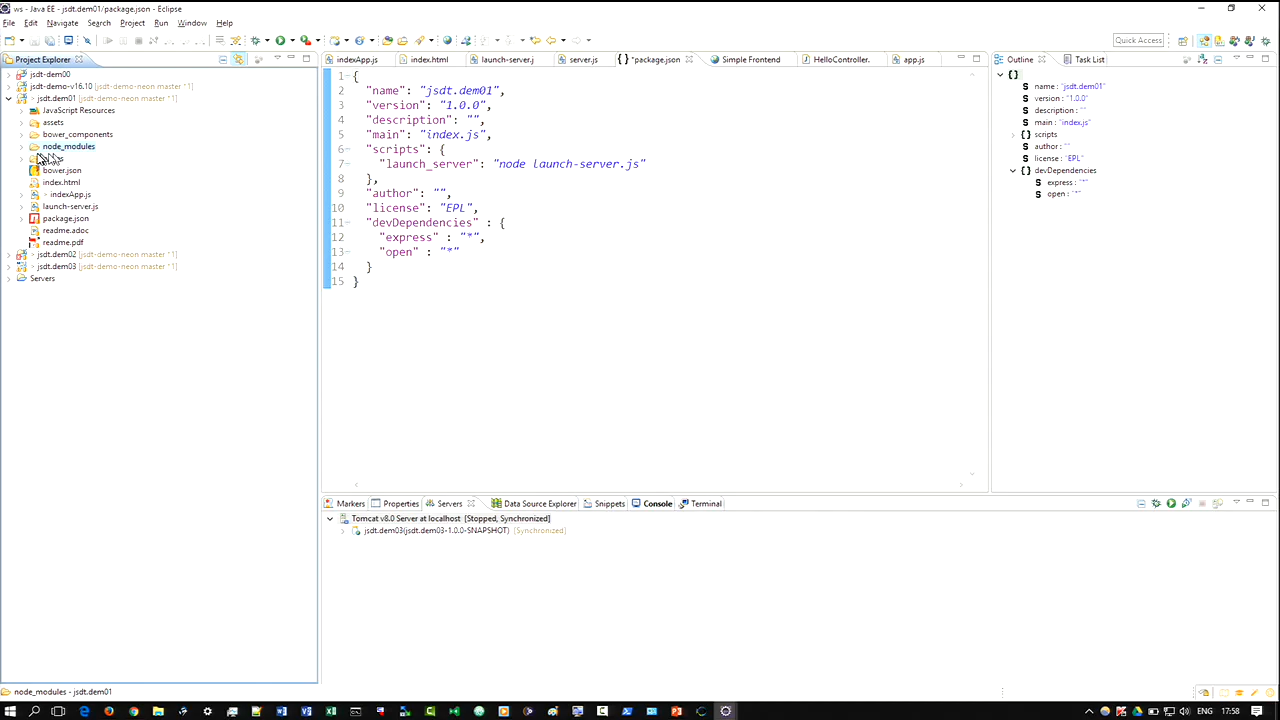 ws - Java EE - jsdt.dem01/package.json - Eclipse
File Edit Navigate Search Project Run Window Help
Quick Access
Project Explorer
jsdt-dem00
jsdt-demo-v16.10 [jsdt-demo-neon master ↑1]
> jsdt.dem01 [jsdt-demo-neon master ↑1]
JavaScript Resources
assets
bower_components
node_modules
bower.json
index.html
> indexApp.js
launch-server.js
package.json
readme.adoc
readme.pdf
> jsdt.dem02 [jsdt-demo-neon master ↑1]
> jsdt.dem03 [jsdt-demo-neon master ↑1]
Servers
indexApp.js index.html launch-server.j server.js *package.json Simple Frontend HelloController. app.js
1 {
2 "name": "jsdt.dem01",
3 "version": "1.0.0",
4 "description": "",
5 "main": "index.js",
6 "scripts": {
7 "launch_server": "node launch-server.js"
8 },
9 "author": "",
10 "license": "EPL",
11 "devDependencies" : {
12 "express" : "*",
13 "open" : "*"
14 }
15 }
Outline Task List
{}
name : "jsdt.dem01"
version : "1.0.0"
description : ""
main : "index.js"
scripts
author : ""
license : "EPL"
devDependencies
express : "*"
open : "*"
Markers Properties Servers Data Source Explorer Snippets Console Terminal
Tomcat v8.0 Server at localhost [Stopped, Synchronized]
jsdt.dem03(jsdt-dem03-1.0.0-SNAPSHOT) [Synchronized]
node_modules - jsdt.dem01
17:58